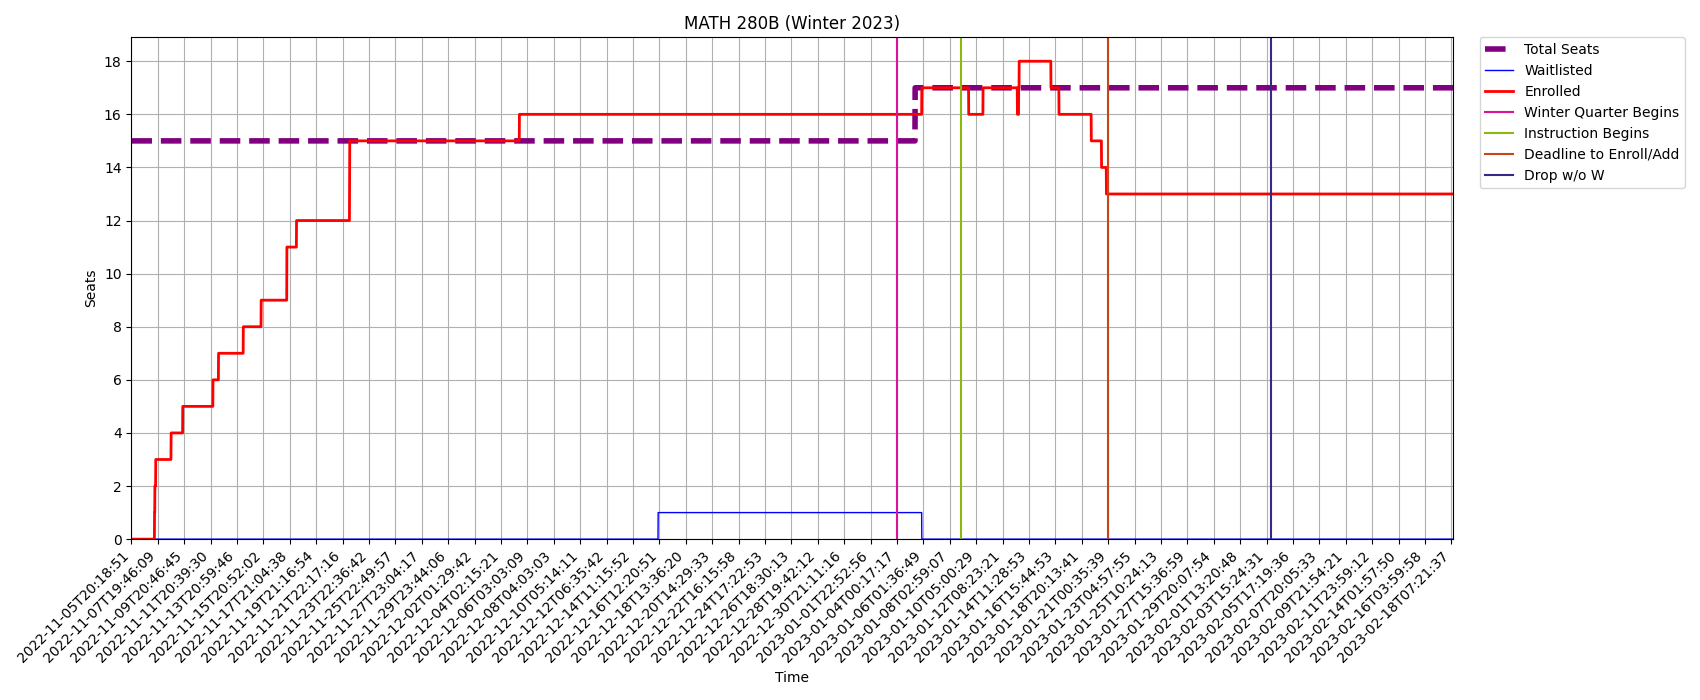 MATH 280B (Winter 2023)
Total Seats
Waitlisted
Enrolled
Winter Quarter Begins
Instruction Begins
Deadline to Enroll/Add
Drop w/o W
Seats
18
16
14
12
10
8
6
4
2
0
2022-11-05T20:18:51
2022-11-07T19:46:09
2022-11-09T20:46:45
2022-11-11T20:39:30
2022-11-13T20:59:46
2022-11-15T20:52:02
2022-11-17T21:04:38
2022-11-19T21:16:54
2022-11-21T22:17:16
2022-11-23T22:36:42
2022-11-25T22:49:57
2022-11-27T23:04:17
2022-11-29T23:44:06
2022-12-02T01:29:42
2022-12-04T02:15:21
2022-12-06T03:03:09
2022-12-08T04:03:03
2022-12-10T05:14:11
2022-12-12T06:35:42
2022-12-14T11:15:52
2022-12-16T12:20:51
2022-12-18T13:36:20
2022-12-20T14:29:33
2022-12-22T16:15:58
2022-12-24T17:22:53
2022-12-26T18:30:13
2022-12-28T19:42:12
2022-12-30T21:11:16
2023-01-01T22:52:56
2023-01-04T00:17:17
2023-01-06T01:36:49
2023-01-08T02:59:07
2023-01-10T05:00:29
2023-01-12T08:23:21
2023-01-14T11:28:53
2023-01-16T15:44:53
2023-01-18T20:13:41
2023-01-21T00:35:39
2023-01-23T04:57:55
2023-01-25T10:24:13
2023-01-27T15:36:59
2023-01-29T20:07:54
2023-02-01T13:20:48
2023-02-03T15:24:31
2023-02-05T17:19:36
2023-02-07T20:05:33
2023-02-09T21:54:21
2023-02-11T23:59:12
2023-02-14T01:57:50
2023-02-16T03:59:58
2023-02-18T07:21:37
Time